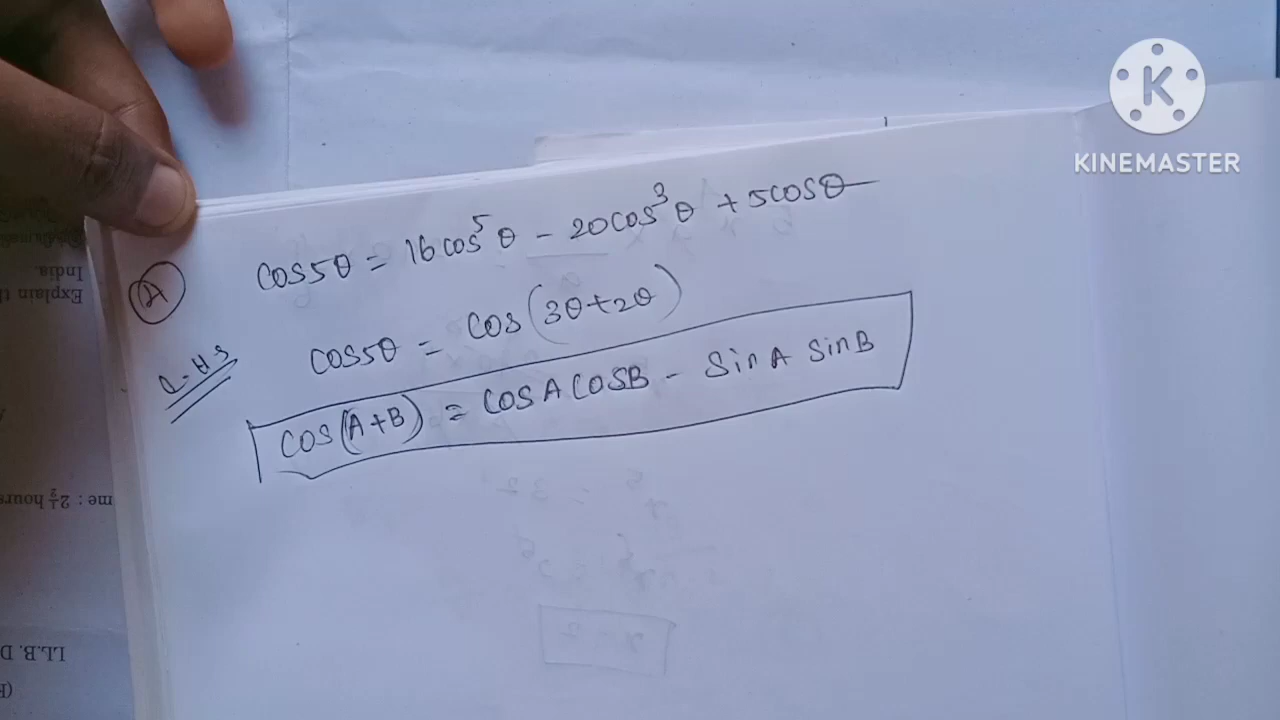 KINEMASTER
cos5θ = 16cos⁵θ - 20cos³θ + 5cosθ
cos5θ = cos(3θ+2θ)
cos(A+B) = cosA cosB - sinA sinB
India.
Explain
me : 2½ hours
LL.B. D